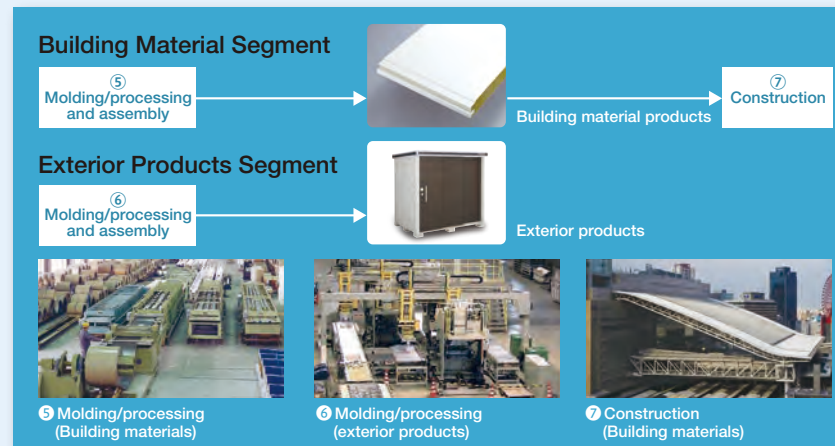 Building Material Segment
⑤
Molding/processing
and assembly
Building material products
⑦
Construction
Exterior Products Segment
⑥
Molding/processing
and assembly
Exterior products
❺ Molding/processing
(Building materials)
❻ Molding/processing
(exterior products)
❼ Construction
(Building materials)